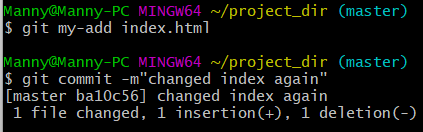 Manny@Manny-PC MINGW64 ~/project_dir (master)
$ git my-add index.html
Manny@Manny-PC MINGW64 ~/project_dir (master)
$ git commit -m"changed index again"
[master ba10c56] changed index again
1 file changed, 1 insertion(+), 1 deletion(-)